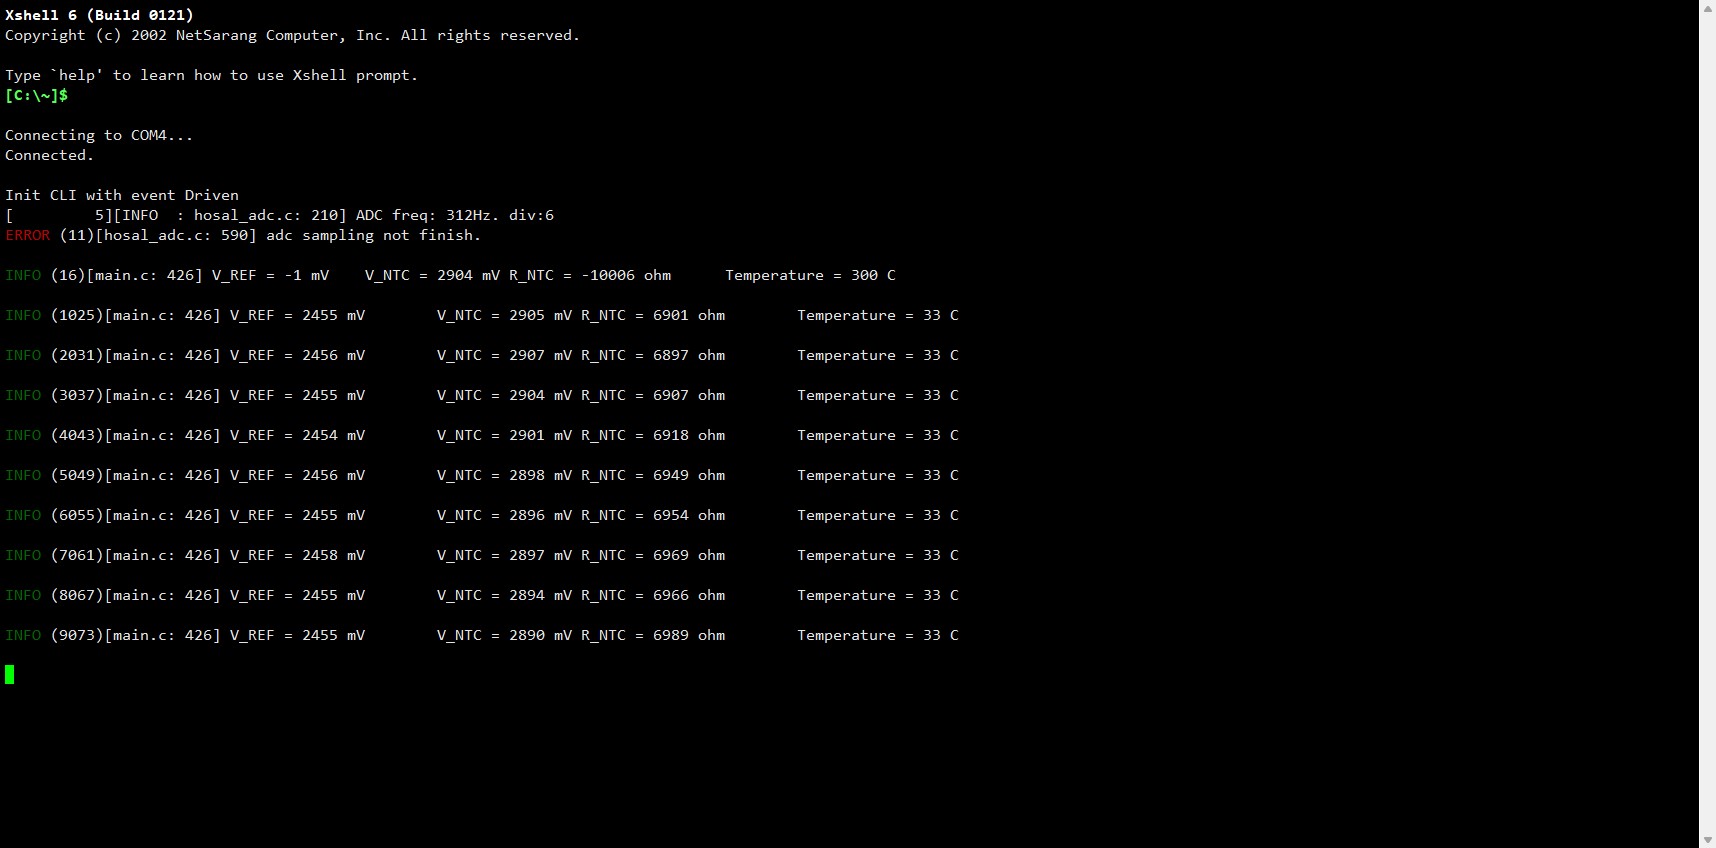 Xshell 6 (Build 0121)
Copyright (c) 2002 NetSarang Computer, Inc. All rights reserved.
Type `help' to learn how to use Xshell prompt.
[C:\~]$
Connecting to COM4...
Connected.
Init CLI with event Driven
[         5][INFO  : hosal_adc.c: 210] ADC freq: 312Hz. div:6
ERROR (11)[hosal_adc.c: 590] adc sampling not finish.
INFO (16)[main.c: 426] V_REF = -1 mV    V_NTC = 2904 mV R_NTC = -10006 ohm      Temperature = 300 C
INFO (1025)[main.c: 426] V_REF = 2455 mV        V_NTC = 2905 mV R_NTC = 6901 ohm        Temperature = 33 C
INFO (2031)[main.c: 426] V_REF = 2456 mV        V_NTC = 2907 mV R_NTC = 6897 ohm        Temperature = 33 C
INFO (3037)[main.c: 426] V_REF = 2455 mV        V_NTC = 2904 mV R_NTC = 6907 ohm        Temperature = 33 C
INFO (4043)[main.c: 426] V_REF = 2454 mV        V_NTC = 2901 mV R_NTC = 6918 ohm        Temperature = 33 C
INFO (5049)[main.c: 426] V_REF = 2456 mV        V_NTC = 2898 mV R_NTC = 6949 ohm        Temperature = 33 C
INFO (6055)[main.c: 426] V_REF = 2455 mV        V_NTC = 2896 mV R_NTC = 6954 ohm        Temperature = 33 C
INFO (7061)[main.c: 426] V_REF = 2458 mV        V_NTC = 2897 mV R_NTC = 6969 ohm        Temperature = 33 C
INFO (8067)[main.c: 426] V_REF = 2455 mV        V_NTC = 2894 mV R_NTC = 6966 ohm        Temperature = 33 C
INFO (9073)[main.c: 426] V_REF = 2455 mV        V_NTC = 2890 mV R_NTC = 6989 ohm        Temperature = 33 C